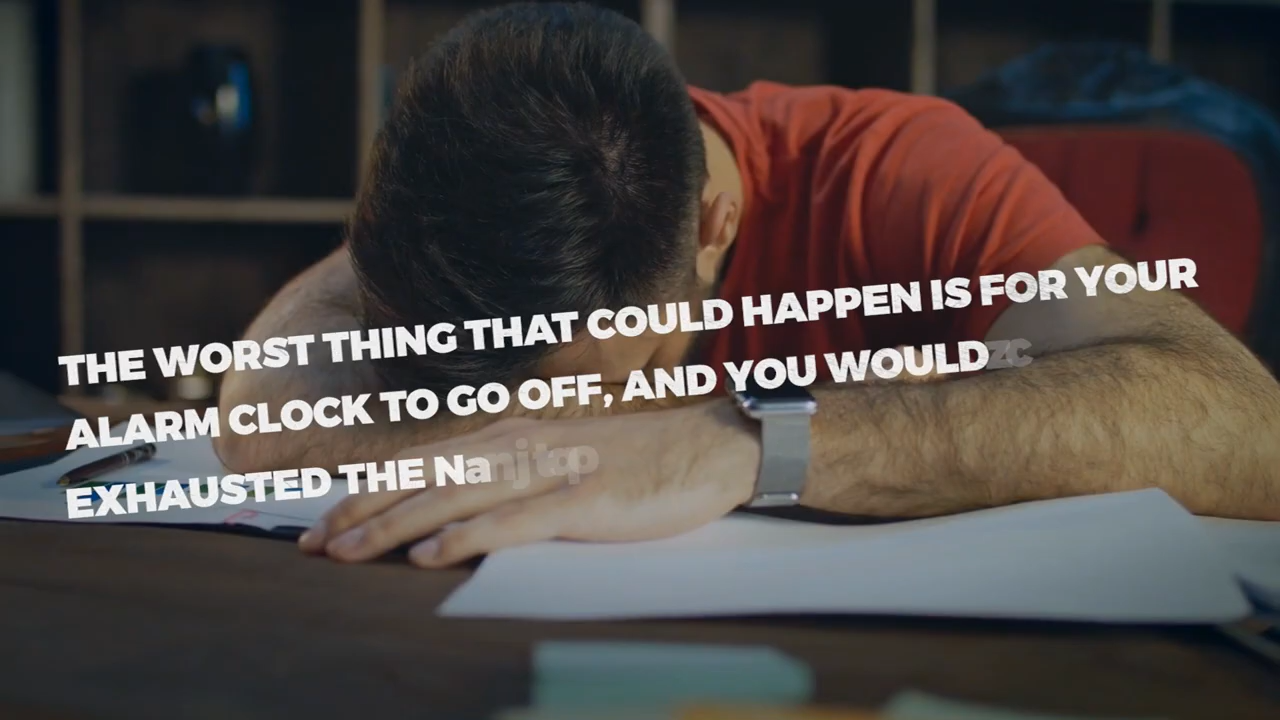 THE WORST THING THAT COULD HAPPEN IS FOR YOUR
ALARM CLOCK TO GO OFF, AND YOU WOULD
EXHAUSTED THE